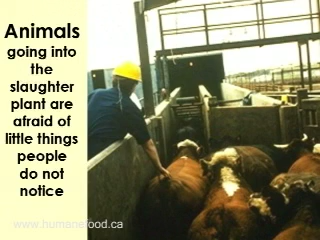 Animals
going into
the
slaughter
plant are
afraid of
little things
people
do not
notice
www.humanefood.ca